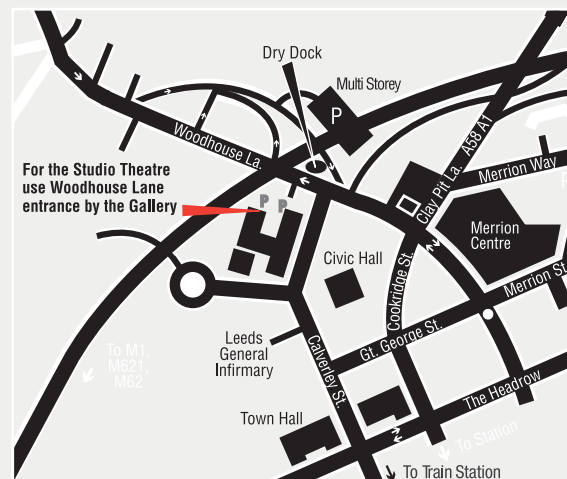 Dry Dock
Multi Storey
P
Woodhouse La.
For the Studio Theatre
use Woodhouse Lane
entrance by the Gallery
P P
Clay Pit La. A58 A1
Merrion Way
Merrion
Centre
Civic Hall
Cookridge St.
Merrion St
Gt. George St.
Leeds
General
Infirmary
Calverley St.
To M1,
M621,
M62
The Headrow
Town Hall
To Station
To Train Station